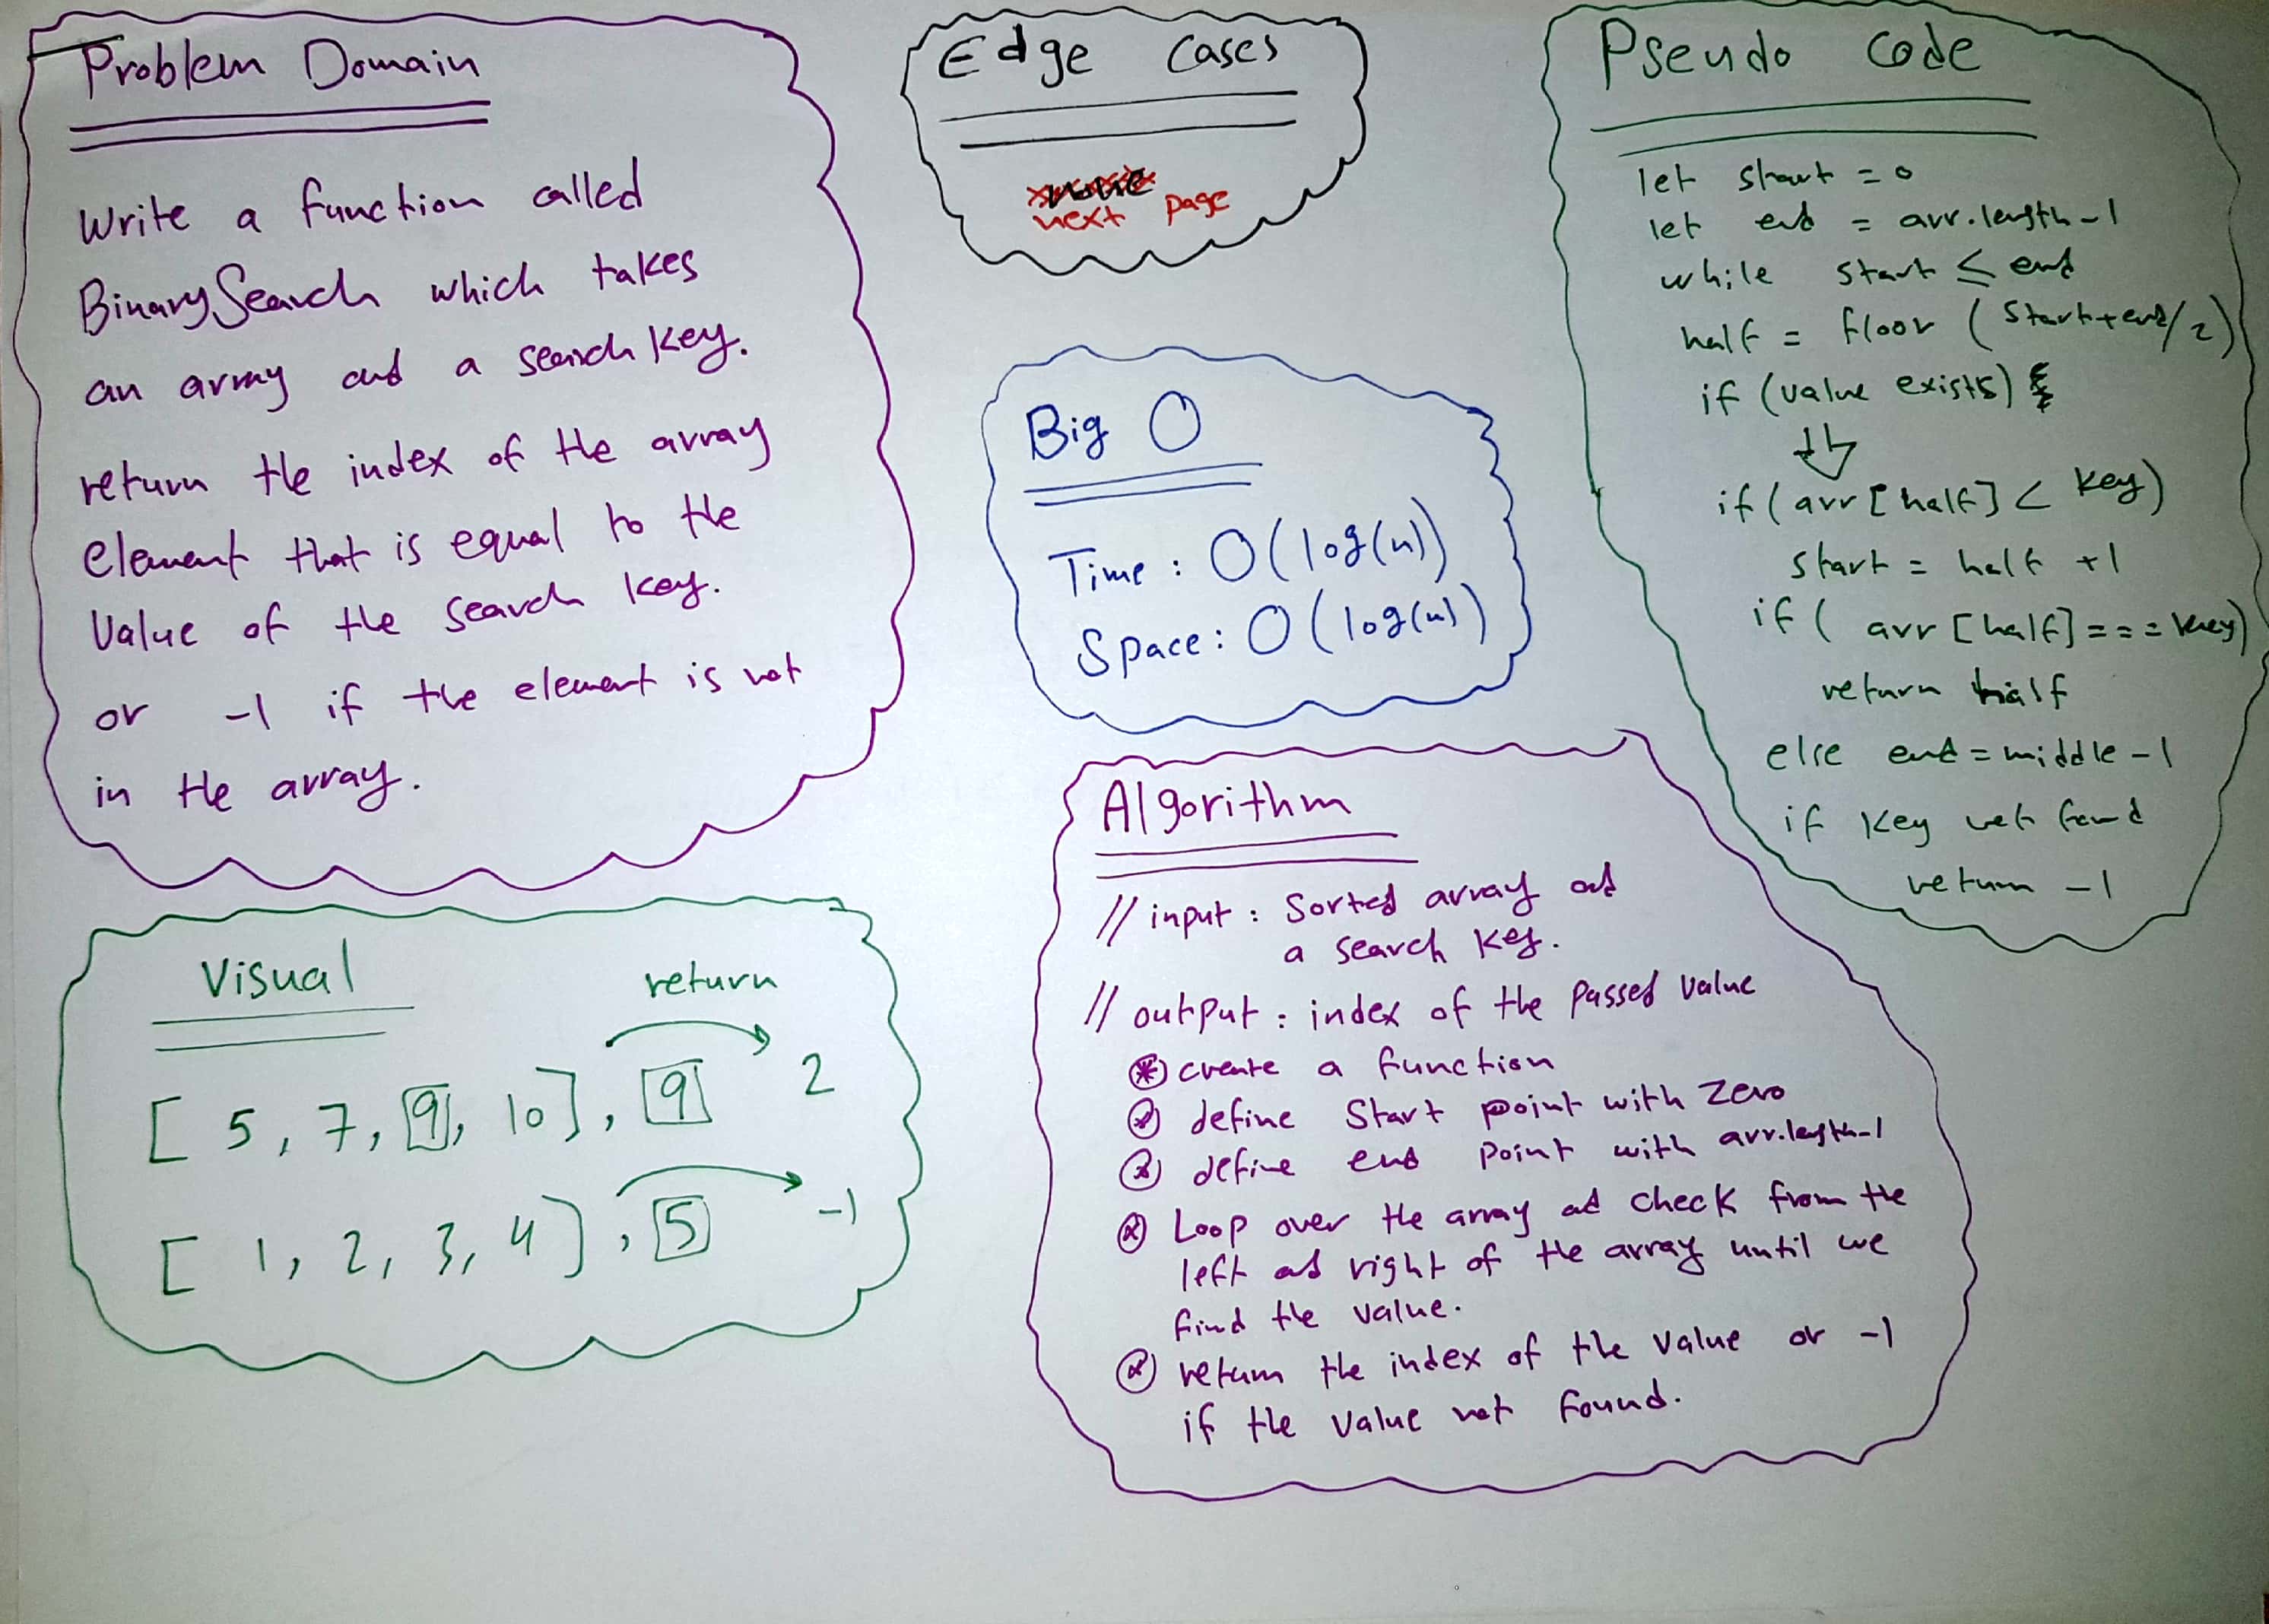 Problem Domain
Write a function called
BinarySearch which takes
an array and a search key.
return the index of the array
element that is equal to the
value of the search key.
or -1 if the element is not
in the array.
Edge Cases
none
next page
Big O
Time : O(log(n))
Space : O(log(n))
Pseudo Code
let start = 0
let end = arr.length-1
while start ≤ end
half = floor (start+end/2)
if (value exists)
if (arr[half] < key)
start = half +1
if ( arr[half] === key)
return half
else end = middle -1
if key not found
return -1
Visual
return
[ 5, 7, 9, 10], 9 2
[ 1, 2, 3, 4 ], 5 -1
Algorithm
// input : Sorted array and
a search key.
// output : index of the passed value
* create a function
* define Start point with Zero
* define end point with arr.length-1
* Loop over the array and check from the
left and right of the array until we
find the value.
* return the index of the value or -1
if the value not found.